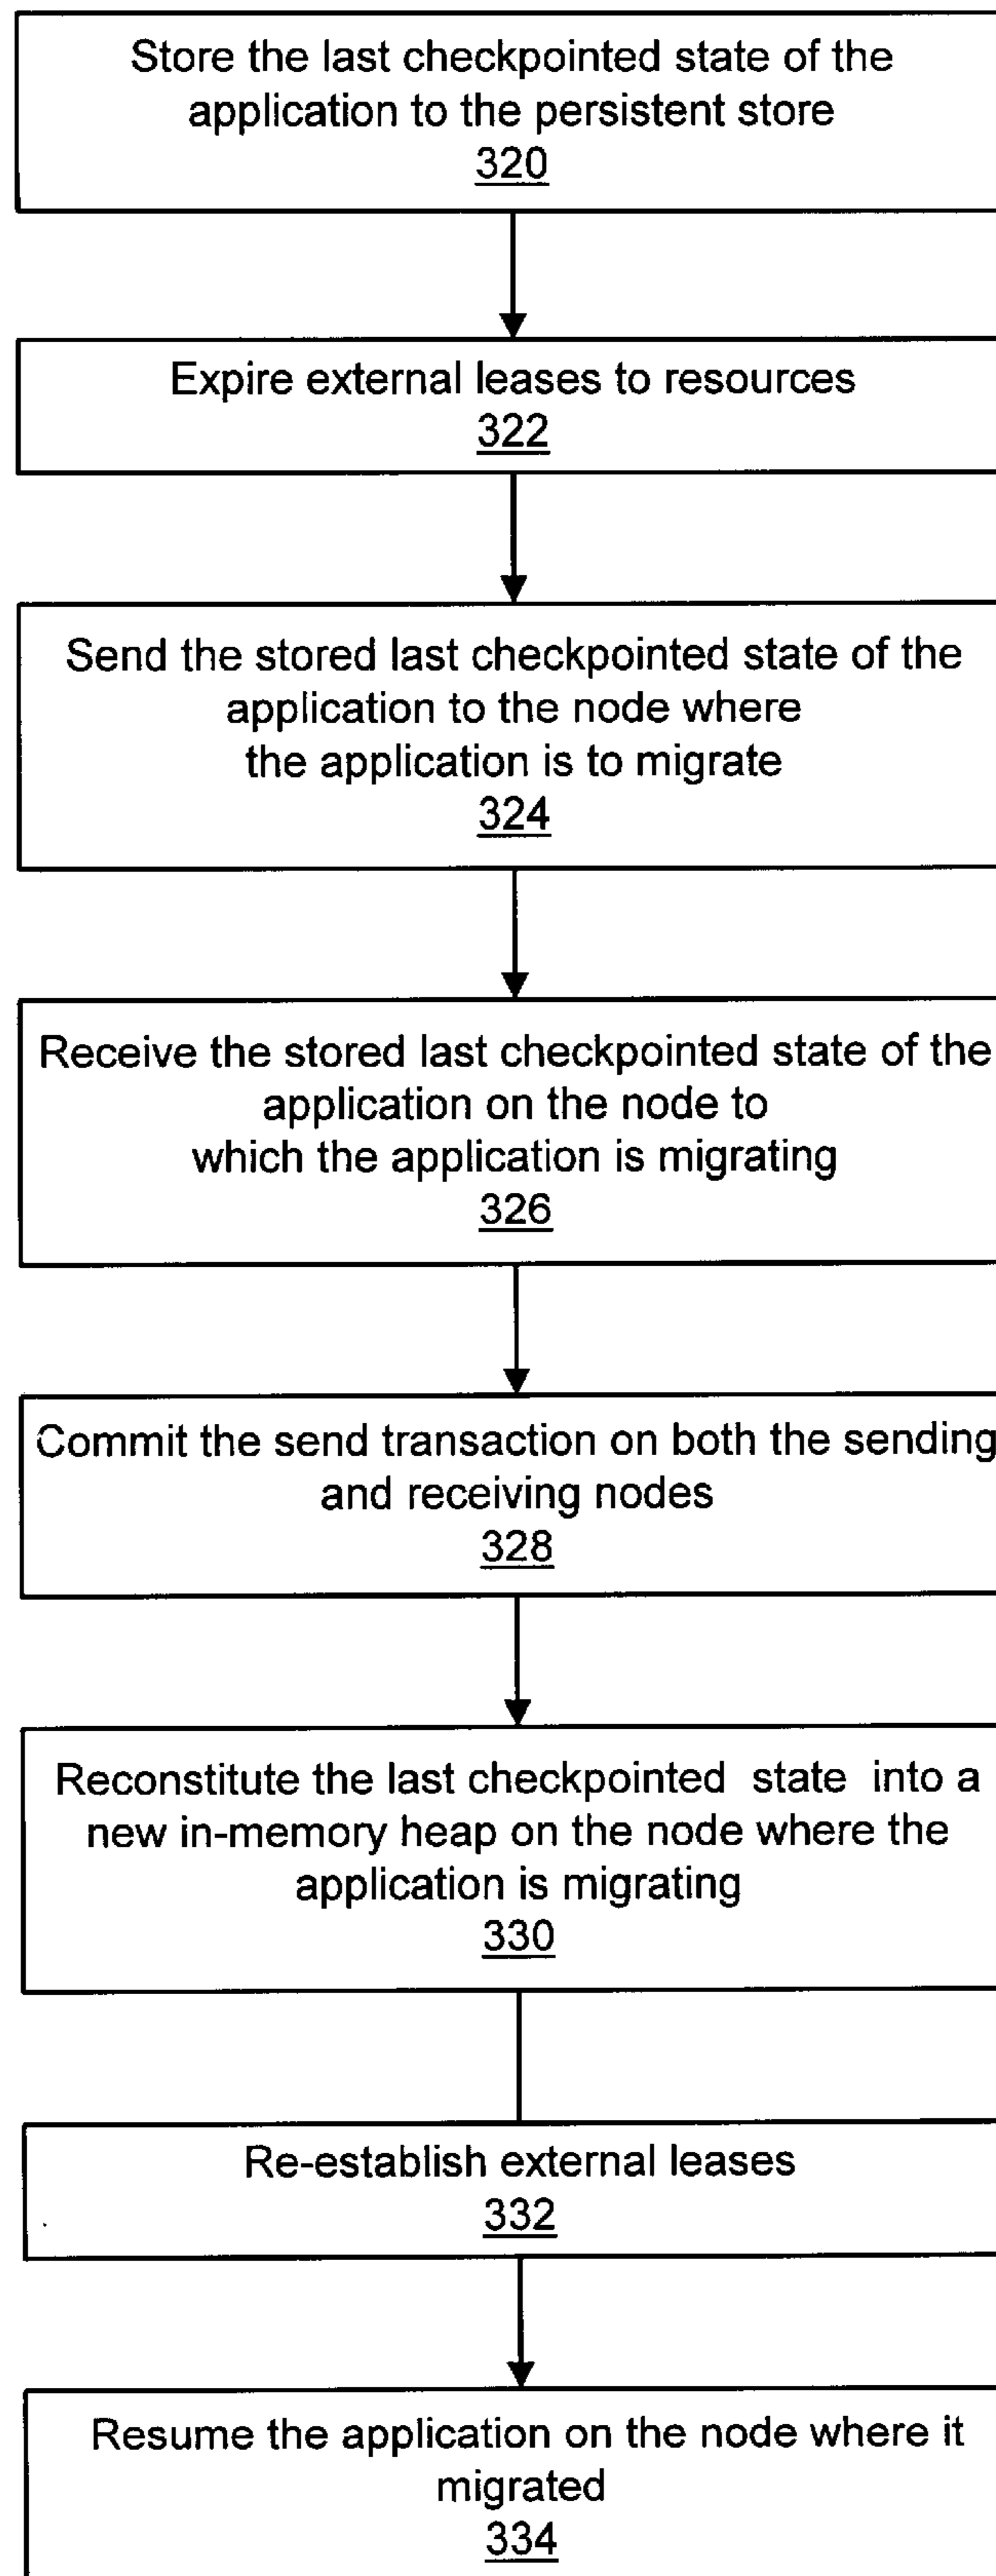 Store the last checkpointed state of the
application to the persistent store
320
Expire external leases to resources
322
Send the stored last checkpointed state of the
application to the node where
the application is to migrate
324
Receive the stored last checkpointed state of the
application on the node to
which the application is migrating
326
Commit the send transaction on both the sending
and receiving nodes
328
Reconstitute the last checkpointed state into a
new in-memory heap on the node where the
application is migrating
330
Re-establish external leases
332
Resume the application on the node where it
migrated
334